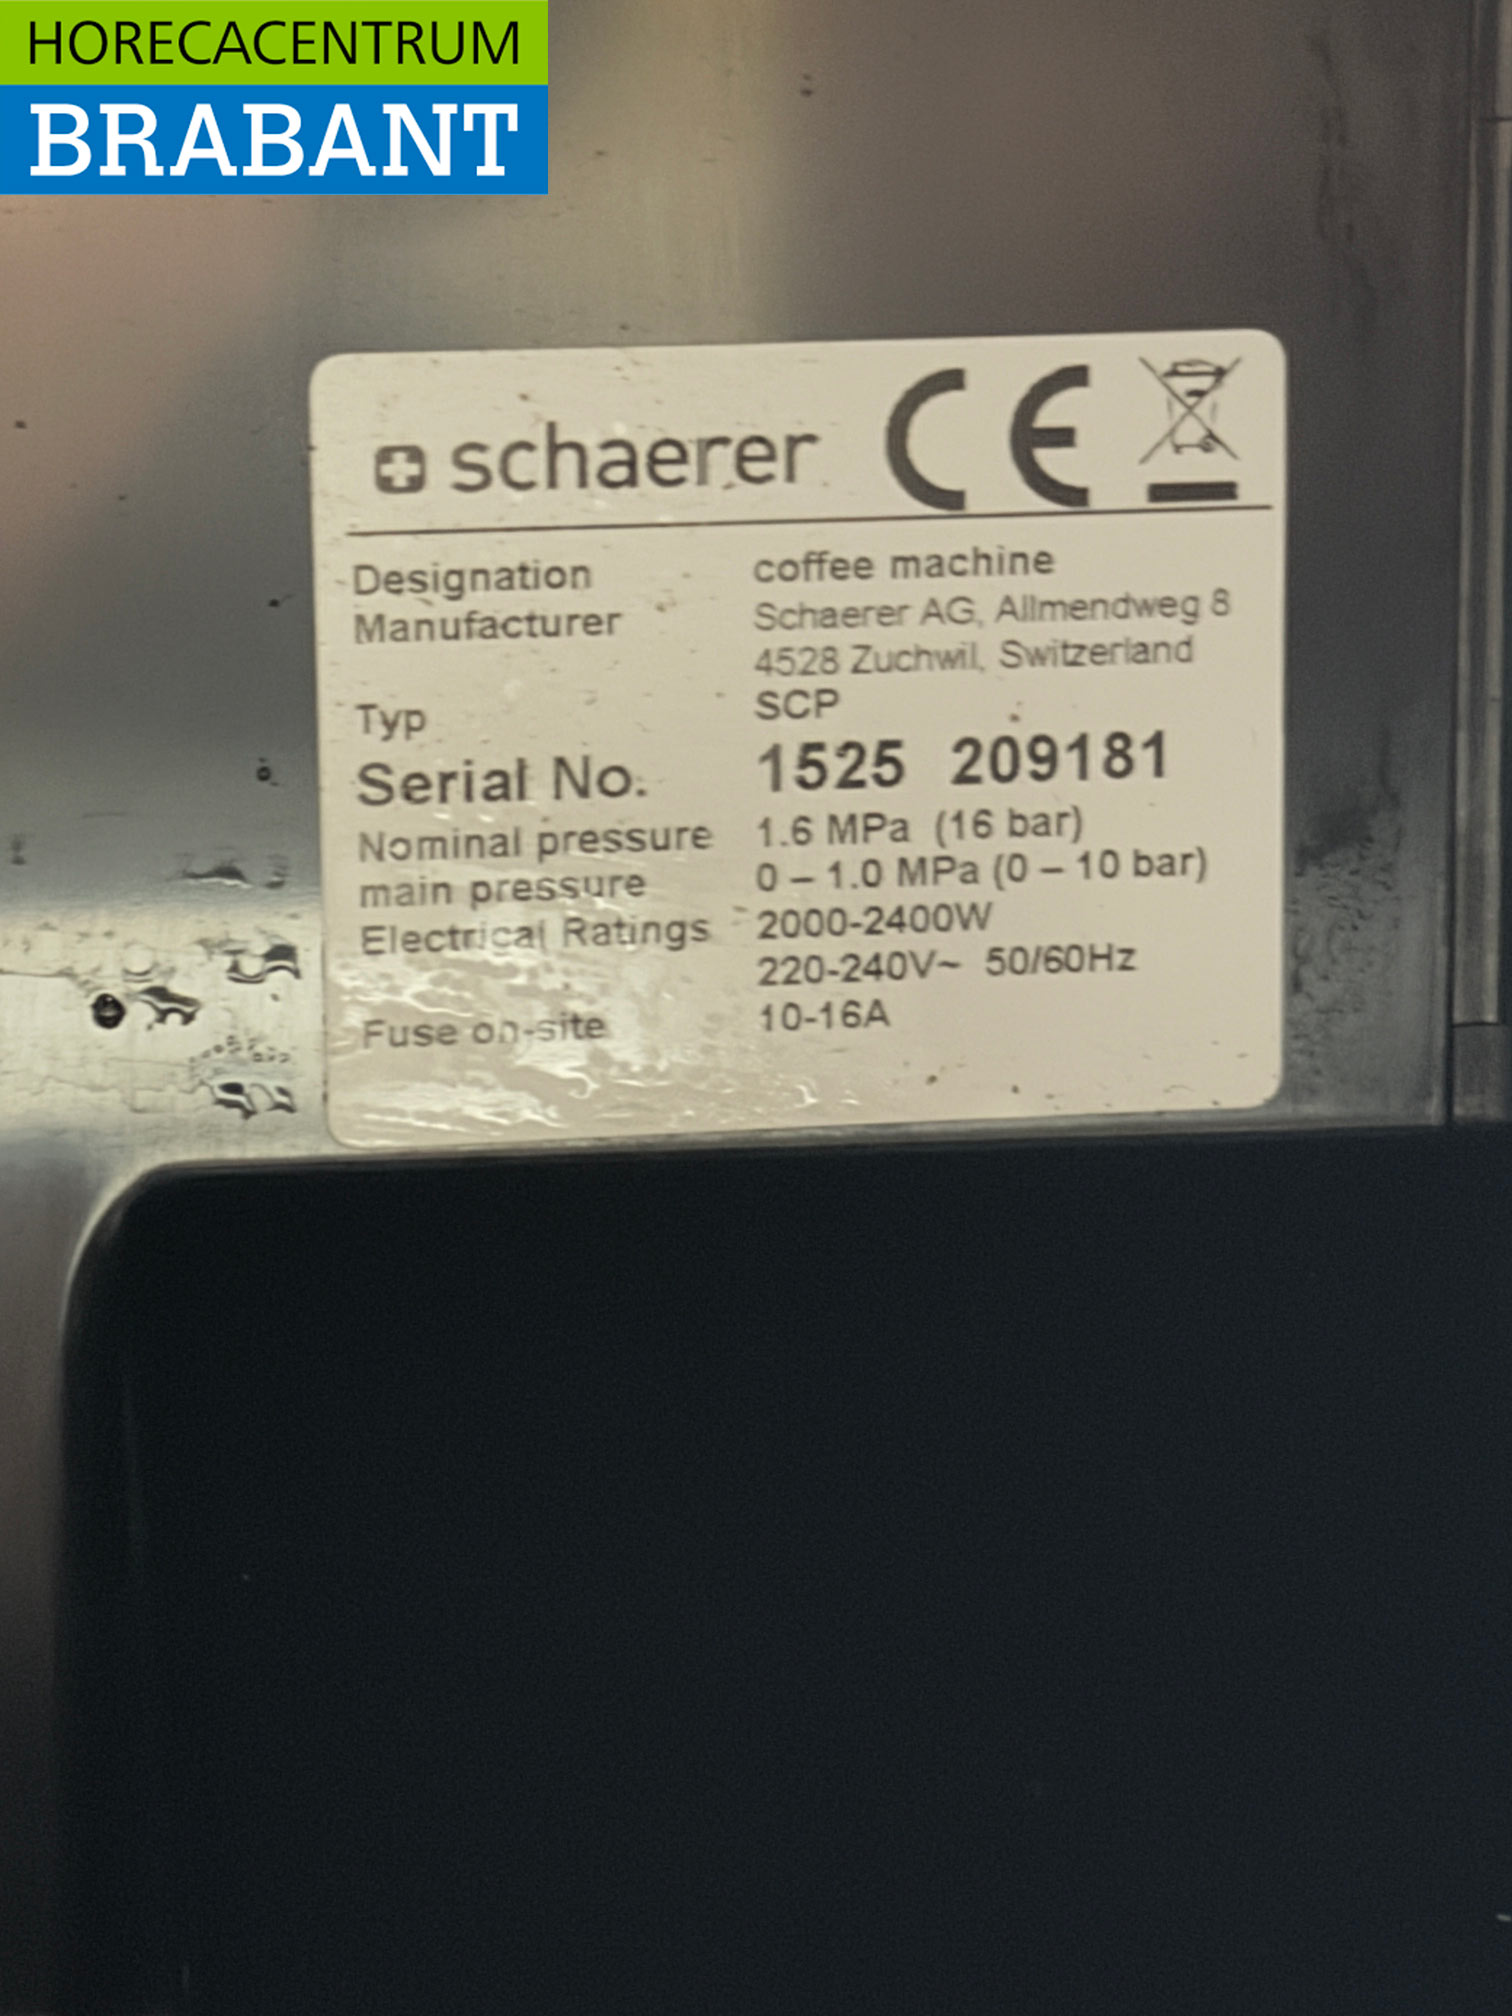 HORECACENTRUM
BRABANT
schaerer CE
Designation coffee machine
Manufacturer Schaerer AG, Allmendweg 8
4528 Zuchwil, Switzerland
Typ SCP
Serial No. 1525 209181
Nominal pressure 1.6 MPa (16 bar)
main pressure 0 – 1.0 MPa (0 – 10 bar)
Electrical Ratings 2000-2400W
220-240V~ 50/60Hz
Fuse on-site 10-16A